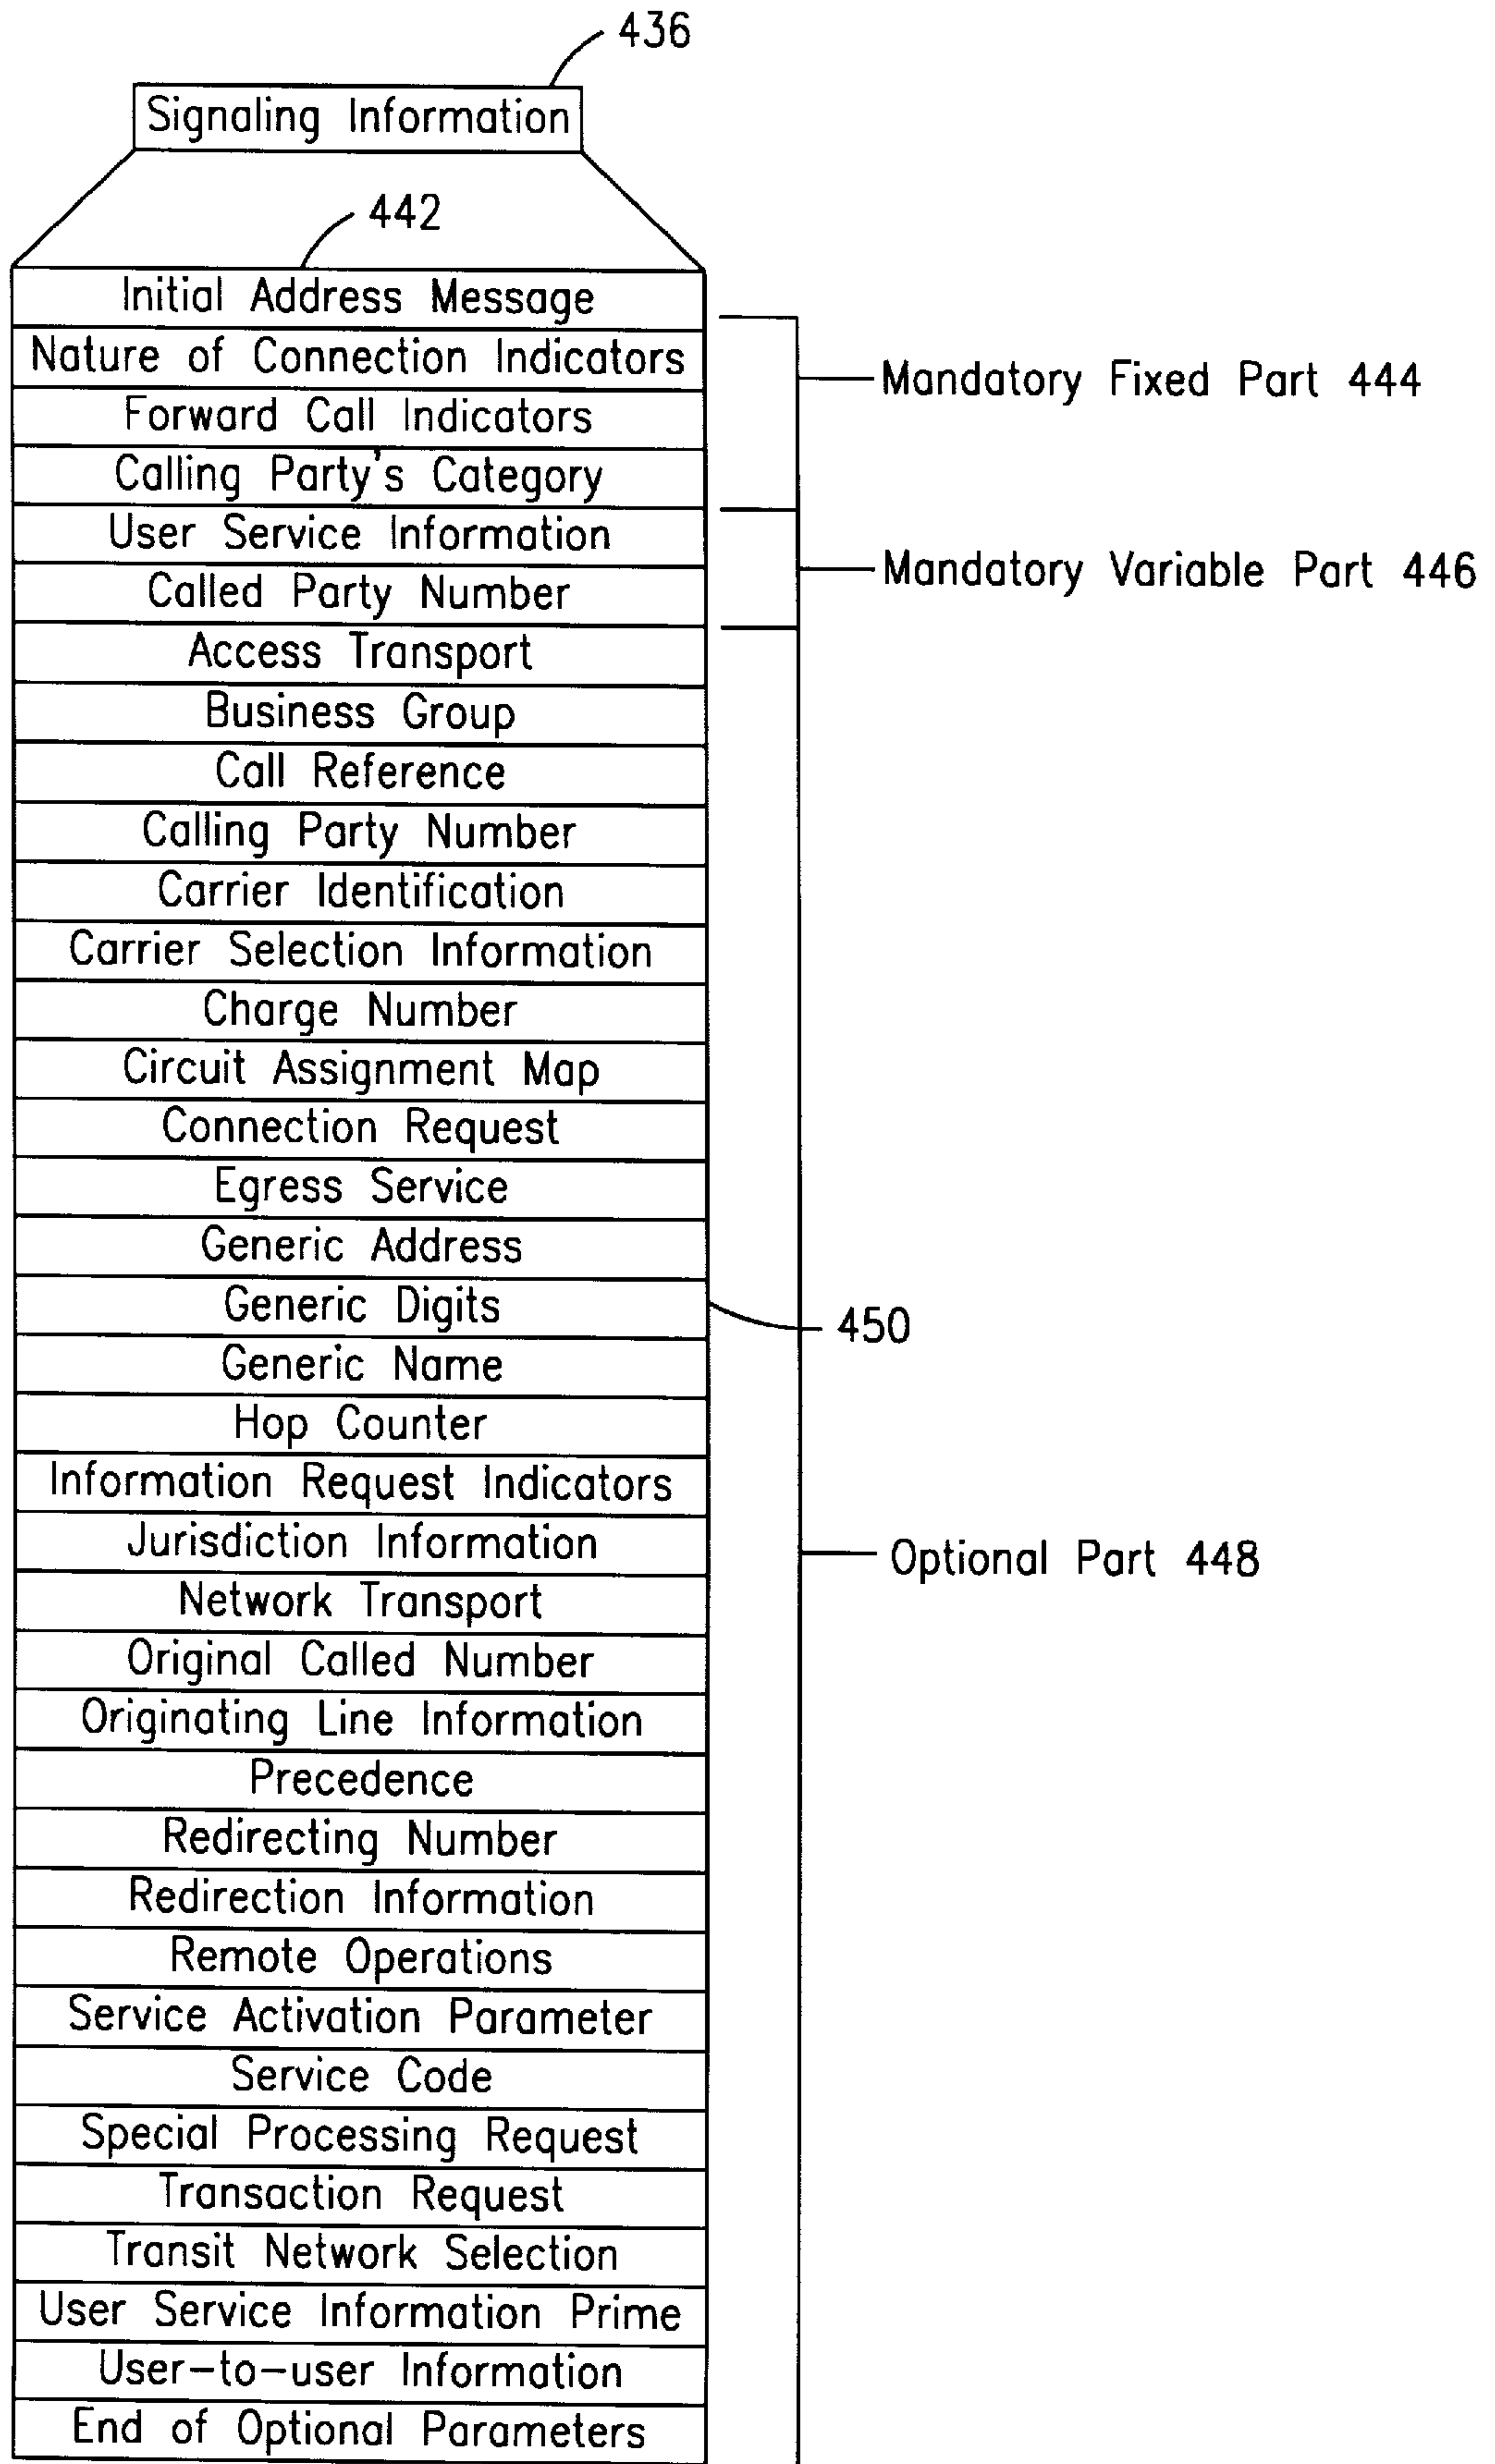 436
Signaling Information
442
Initial Address Message
Nature of Connection Indicators
Mandatory Fixed Part 444
Forward Call Indicators
Calling Party's Category
User Service Information
Mandatory Variable Part 446
Called Party Number
Access Transport
Business Group
Call Reference
Calling Party Number
Carrier Identification
Carrier Selection Information
Charge Number
Circuit Assignment Map
Connection Request
Egress Service
Generic Address
Generic Digits
450
Generic Name
Hop Counter
Information Request Indicators
Jurisdiction Information
Optional Part 448
Network Transport
Original Called Number
Originating Line Information
Precedence
Redirecting Number
Redirection Information
Remote Operations
Service Activation Parameter
Service Code
Special Processing Request
Transaction Request
Transit Network Selection
User Service Information Prime
User-to-user Information
End of Optional Parameters